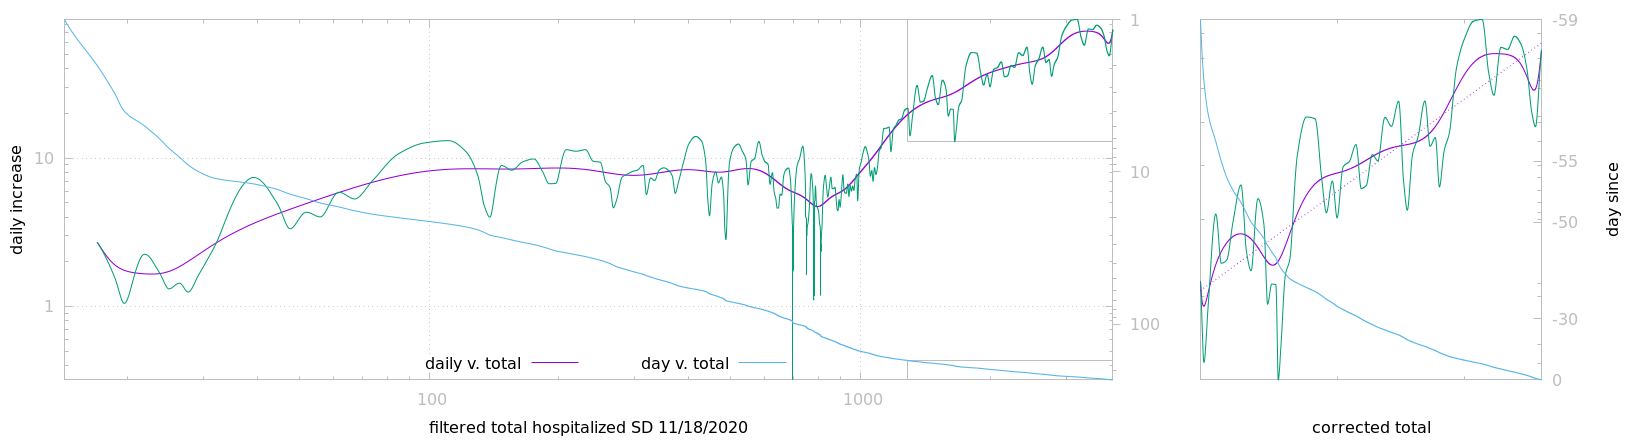 daily increase
10
1
daily v. total
day v. total
100
1000
filtered total hospitalized SD 11/18/2020
1
10
100
-59
-55
-50
-30
0
day since
corrected total